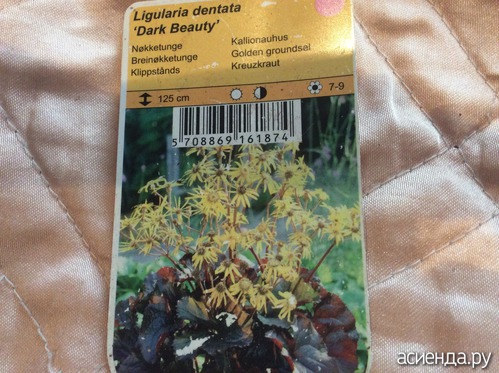 Ligularia dentata
'Dark Beauty'
Nøkketunge
Breinøkketunge
Klippstånds
Kallionauhus
Golden groundsel
Kreuzkraut
125 cm
7-9
5 708869 161874
асиенда.ру